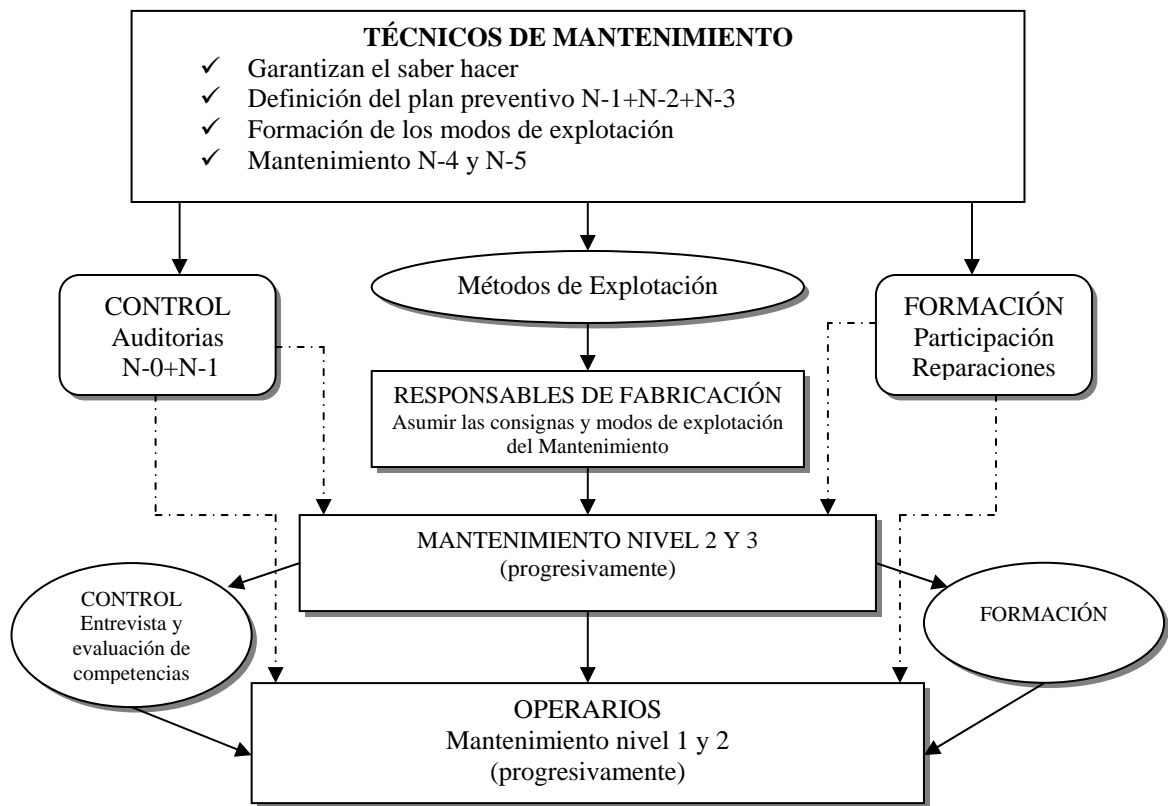 TÉCNICOS DE MANTENIMIENTO
✓ Garantizan el saber hacer
✓ Definición del plan preventivo N-1+N-2+N-3
✓ Formación de los modos de explotación
✓ Mantenimiento N-4 y N-5
CONTROL
Auditorias
N-0+N-1
Métodos de Explotación
FORMACIÓN
Participación
Reparaciones
RESPONSABLES DE FABRICACIÓN
Asumir las consignas y modos de explotación
del Mantenimiento
MANTENIMIENTO NIVEL 2 Y 3
(progresivamente)
CONTROL
Entrevista y
evaluación de
competencias
FORMACIÓN
OPERARIOS
Mantenimiento nivel 1 y 2
(progresivamente)